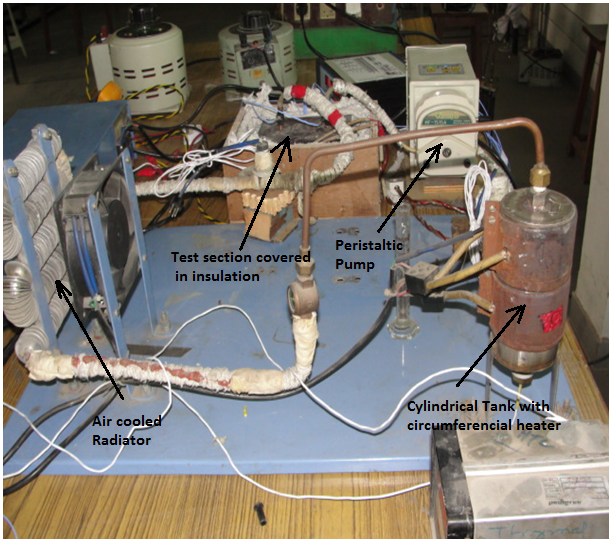 Test section covered
in insulation
Peristaltic
Pump
Air cooled
Radiator
Cylindrical Tank with
circumferencial heater